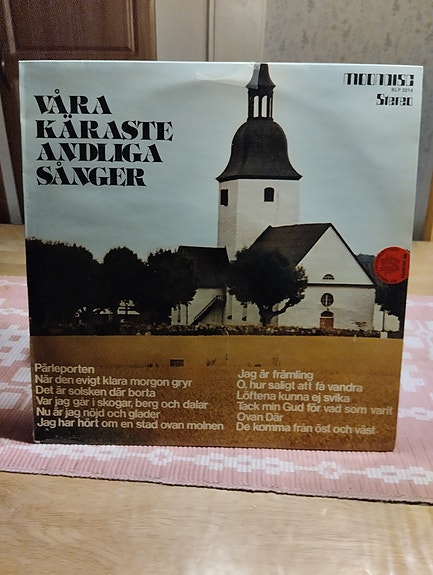 VÅRA
KÄRASTE
ANDLIGA
SÅNGER
MOONDISC
RLP 3314
Stereo
Pärleporten
När den evigt klara morgon gryr
Det är solsken där borta
Var jag går i skogar, berg och dalar
Nu är jag nöjd och glader
Jag har hört om en stad ovan molnen
Jag är främling
O, hur saligt att få vandra
Löftena kunna ej svika
Tack min Gud för vad som varit
Ovan Där
De komma från öst och väst